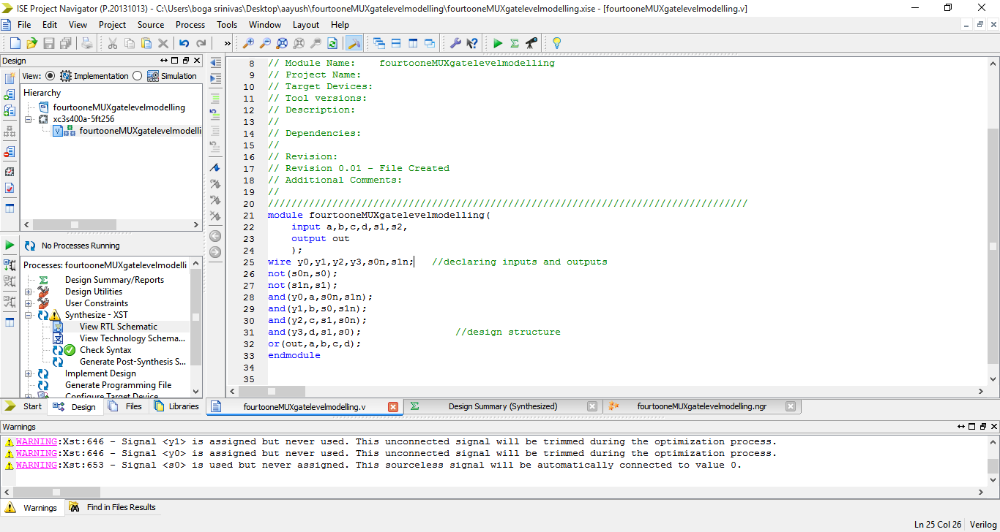 ISE Project Navigator (P.20131013) - C:\Users\boga srinivas\Desktop\aayush\fourtooneMUXgatelevelmodelling\fourtooneMUXgatelevelmodelling.xise - [fourtooneMUXgatelevelmodelling.v]
File Edit View Project Source Process Tools Window Layout Help
Design
View: Implementation Simulation
Hierarchy
fourtooneMUXgatelevelmodelling
xc3s400a-5ft256
fourtooneMUXgatelevelmodelli
No Processes Running
Processes: fourtooneMUXgatelevelmodelli
Design Summary/Reports
Design Utilities
User Constraints
Synthesize - XST
View RTL Schematic
View Technology Schema...
Check Syntax
Generate Post-Synthesis S...
Implement Design
Generate Programming File
Configure Target Device
Start Design Files Libraries
8 // Module Name: fourtooneMUXgatelevelmodelling
9 // Project Name:
10 // Target Devices:
11 // Tool versions:
12 // Description:
13 //
14 // Dependencies:
15 //
16 // Revision:
17 // Revision 0.01 - File Created
18 // Additional Comments:
19 //
20 //////////////////////////////////////////////////////////////////////////////////
21 module fourtooneMUXgatelevelmodelling(
22 input a,b,c,d,s1,s2,
23 output out
24 );
25 wire y0,y1,y2,y3,s0n,s1n; //declaring inputs and outputs
26 not(s0n,s0);
27 not(s1n,s1);
28 and(y0,a,s0n,s1n);
29 and(y1,b,s0,s1n);
30 and(y2,c,s1,s0n);
31 and(y3,d,s1,s0); //design structure
32 or(out,a,b,c,d);
33 endmodule
34
35
fourtooneMUXgatelevelmodelling.v Design Summary (Synthesized) fourtooneMUXgatelevelmodelling.ngr
Warnings
WARNING:Xst:646 - Signal <y1> is assigned but never used. This unconnected signal will be trimmed during the optimization process.
WARNING:Xst:646 - Signal <y0> is assigned but never used. This unconnected signal will be trimmed during the optimization process.
WARNING:Xst:653 - Signal <s0> is used but never assigned. This sourceless signal will be automatically connected to value 0.
Warnings Find in Files Results
Ln 25 Col 26 Verilog